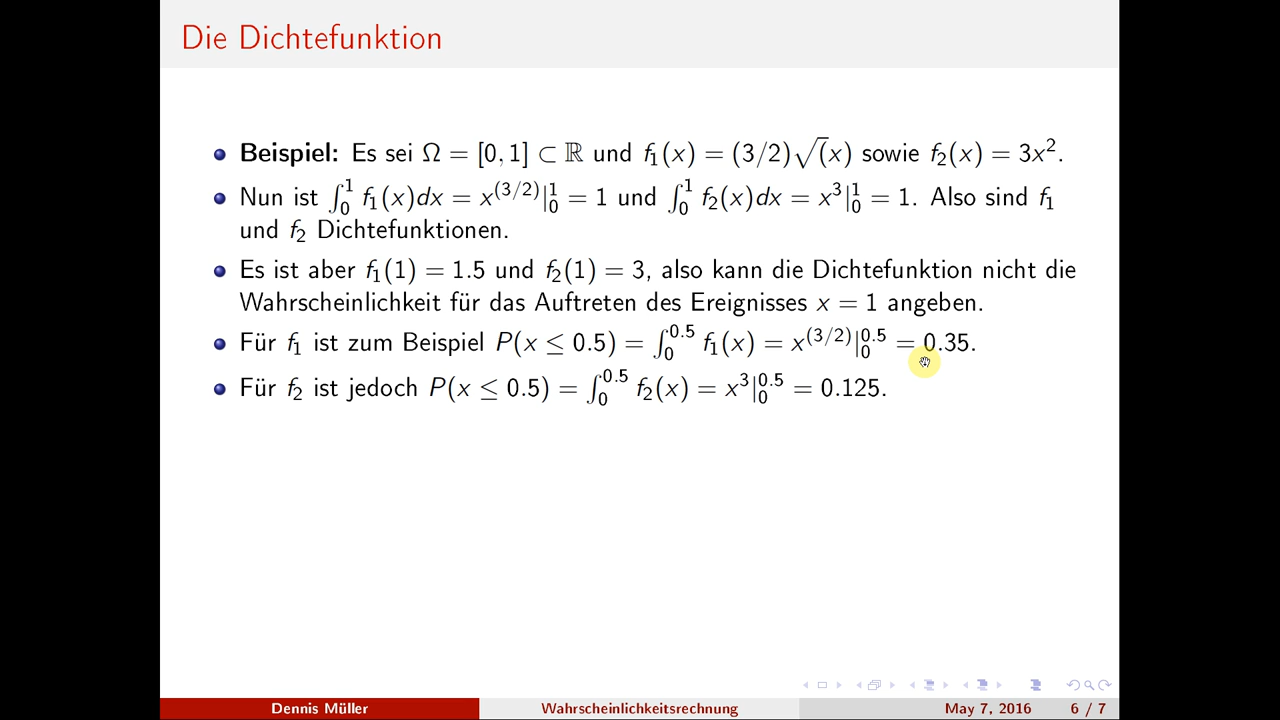 Die Dichtefunktion
Beispiel: Es sei Ω = [0, 1] ⊂ ℝ und f₁(x) = (3/2)√(x) sowie f₂(x) = 3x².
Nun ist ∫₀¹ f₁(x)dx = x^(3/2)|₀¹ = 1 und ∫₀¹ f₂(x)dx = x³|₀¹ = 1. Also sind f₁
und f₂ Dichtefunktionen.
Es ist aber f₁(1) = 1.5 und f₂(1) = 3, also kann die Dichtefunktion nicht die
Wahrscheinlichkeit für das Auftreten des Ereignisses x = 1 angeben.
Für f₁ ist zum Beispiel P(x ≤ 0.5) = ∫₀^0.5 f₁(x) = x^(3/2)|₀^0.5 = 0.35.
Für f₂ ist jedoch P(x ≤ 0.5) = ∫₀^0.5 f₂(x) = x³|₀^0.5 = 0.125.
Dennis Müller Wahrscheinlichkeitsrechnung May 7, 2016 6 / 7